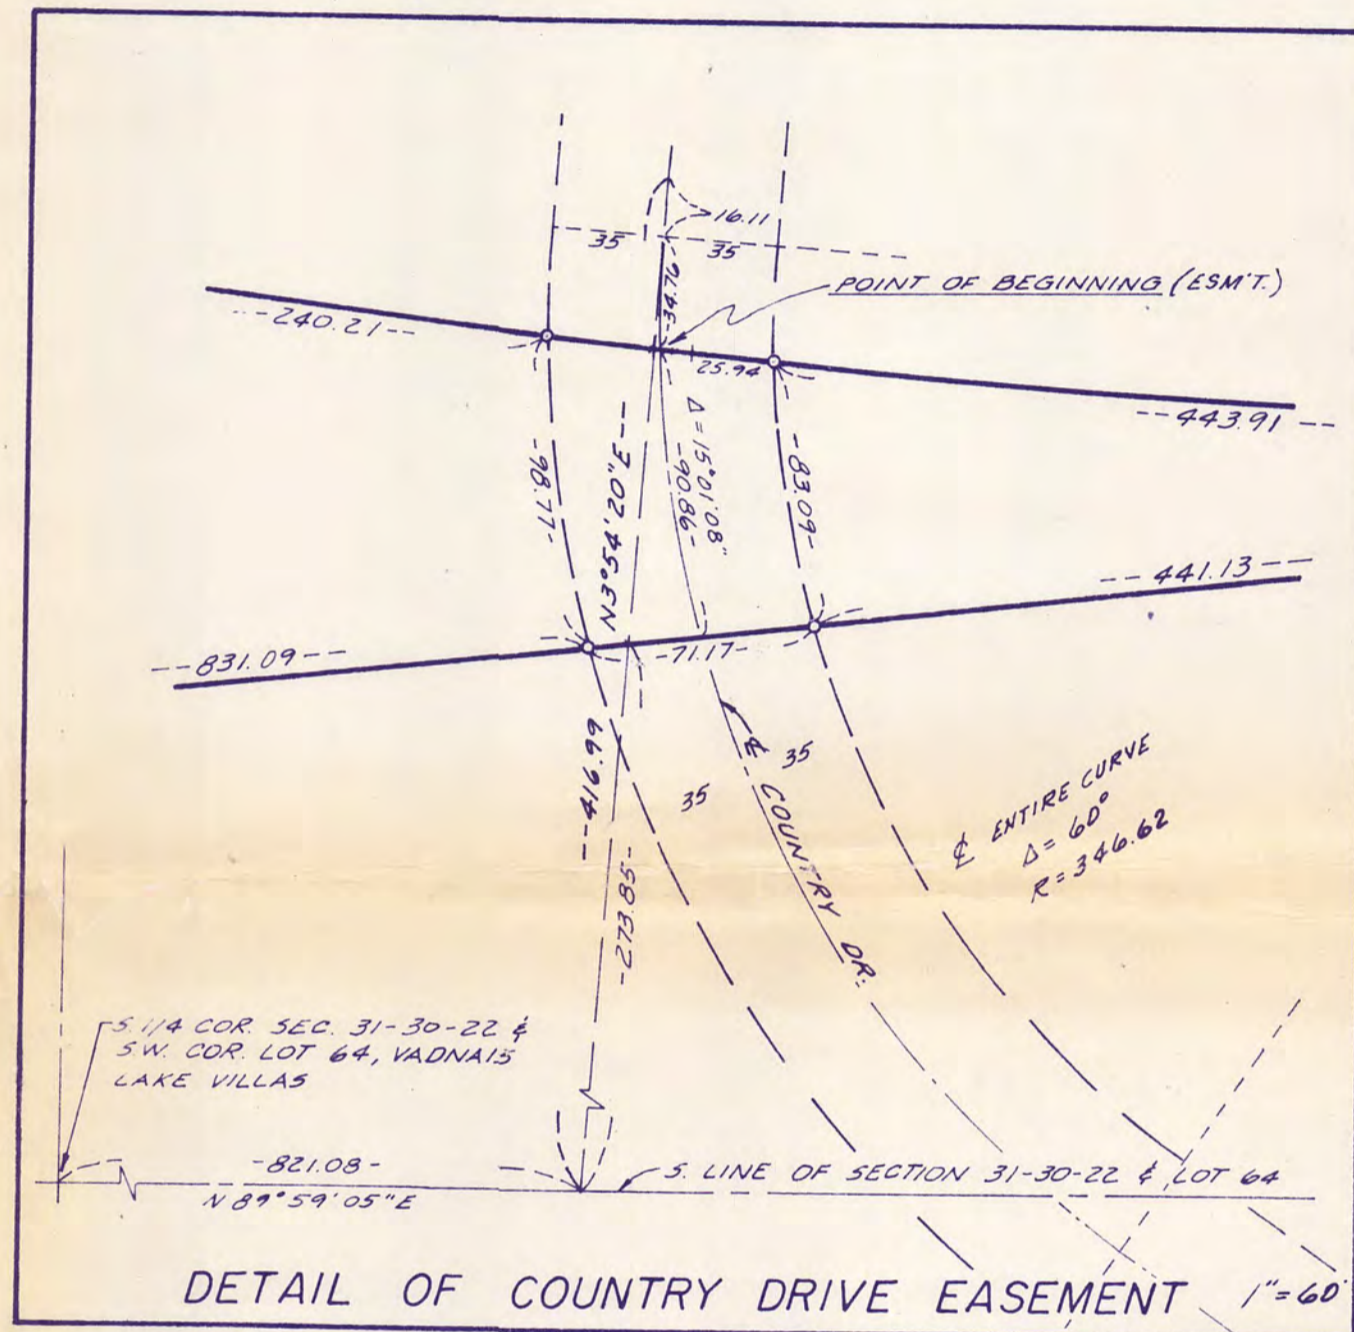 16.11
35
35
-34.76-
POINT OF BEGINNING (ESM'T.)
---240.21--
25.94
--443.91--
-98.77-
N3°54'20"E--
Δ=15°01'08"
-90.86-
-83.09-
--441.13--
--831.09--
-71.17-
--416.99
35
35
-273.85-
℄ COUNTRY DR.
℄ ENTIRE CURVE
Δ=60°
R=346.62
S. 1/4 COR. SEC. 31-30-22 &
S.W. COR. LOT 64, VADNAIS
LAKE VILLAS
-821.08-
N89°59'05"E
S. LINE OF SECTION 31-30-22 & LOT 64
DETAIL OF COUNTRY DRIVE EASEMENT 1"=60'